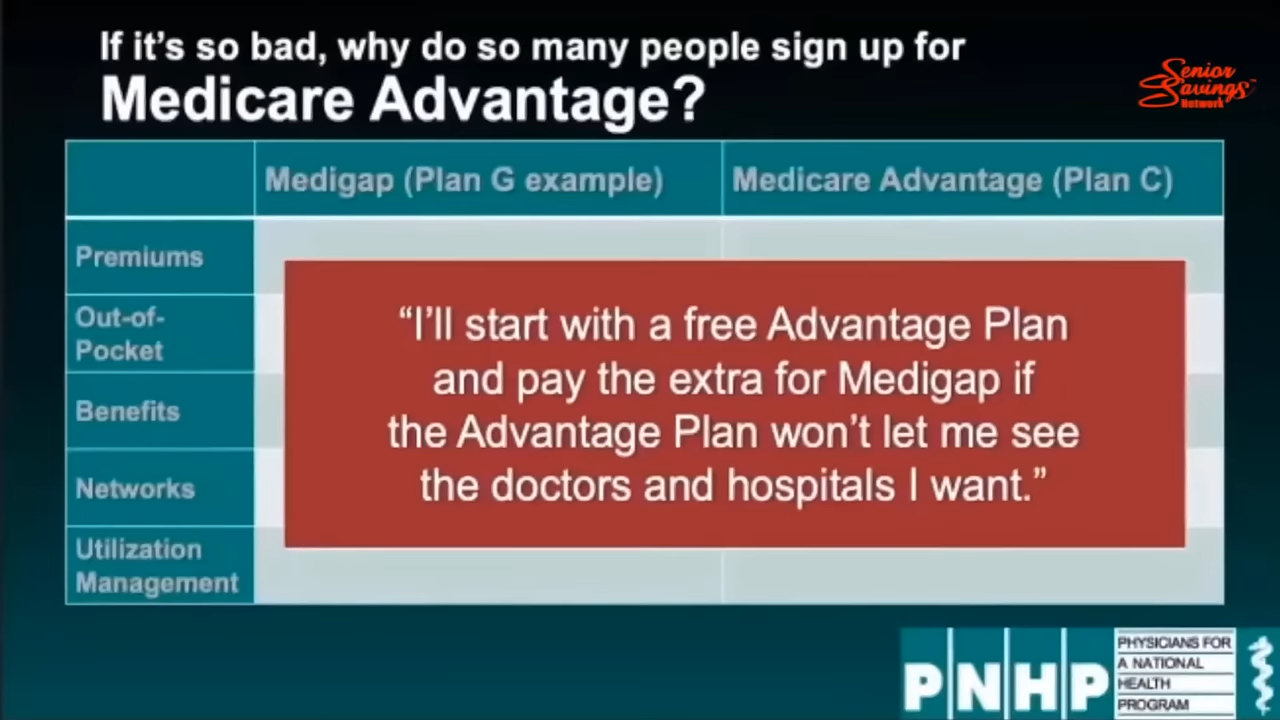 If it's so bad, why do so many people sign up for
Medicare Advantage?
Senior
Savings™
Network
Medigap (Plan G example)
Medicare Advantage (Plan C)
Premiums
Out-of-
Pocket
Benefits
Networks
Utilization
Management
“I'll start with a free Advantage Plan
and pay the extra for Medigap if
the Advantage Plan won't let me see
the doctors and hospitals I want.”
PNHP
PHYSICIANS FOR
A NATIONAL
HEALTH
PROGRAM